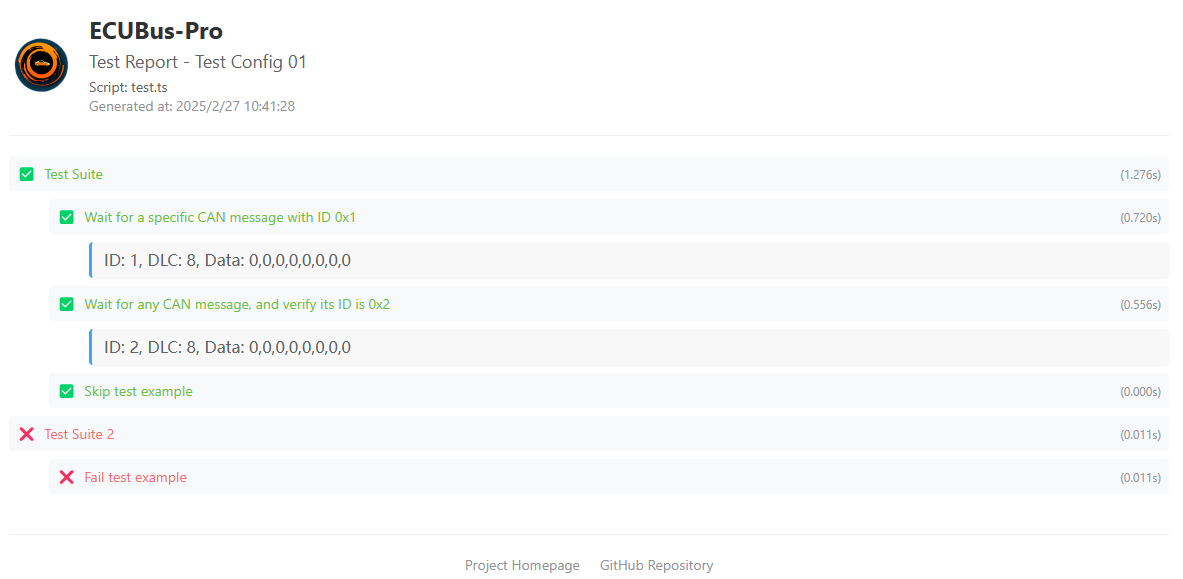 ECUBus-Pro
Test Report - Test Config 01
Script: test.ts
Generated at: 2025/2/27 10:41:28
Test Suite (1.276s)
Wait for a specific CAN message with ID 0x1 (0.720s)
ID: 1, DLC: 8, Data: 0,0,0,0,0,0,0,0
Wait for any CAN message, and verify its ID is 0x2 (0.556s)
ID: 2, DLC: 8, Data: 0,0,0,0,0,0,0,0
Skip test example (0.000s)
Test Suite 2 (0.011s)
Fail test example (0.011s)
Project Homepage GitHub Repository